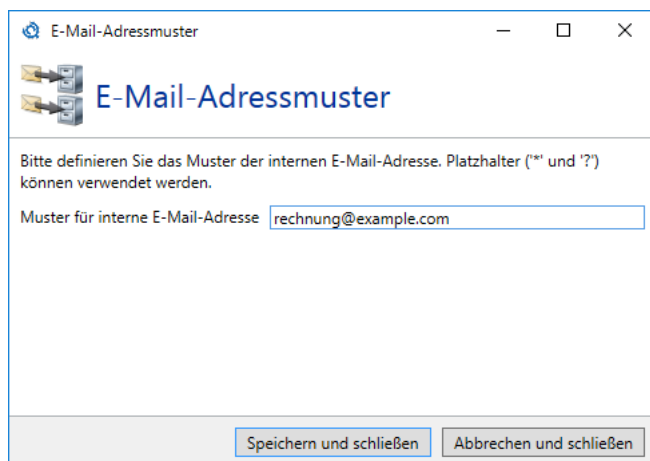 E-Mail-Adressmuster
E-Mail-Adressmuster
Bitte definieren Sie das Muster der internen E-Mail-Adresse. Platzhalter ('*' und '?')
können verwendet werden.
Muster für interne E-Mail-Adresse rechnung@example.com
Speichern und schließen Abbrechen und schließen